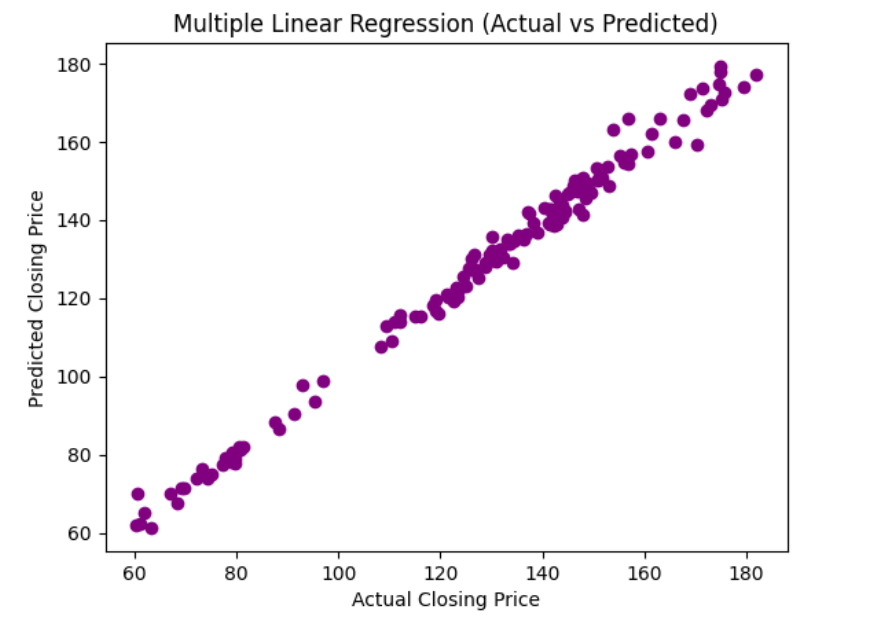 Multiple Linear Regression (Actual vs Predicted)
180
160
140
120
100
80
60
Predicted Closing Price
60 80 100 120 140 160 180
Actual Closing Price